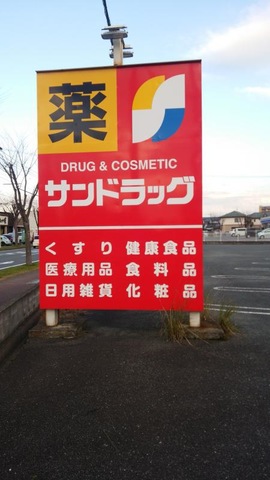 薬
DRUG & COSMETIC
サンドラッグ
くすり 健康食品
医療用品 食料品
日用雑貨 化粧品